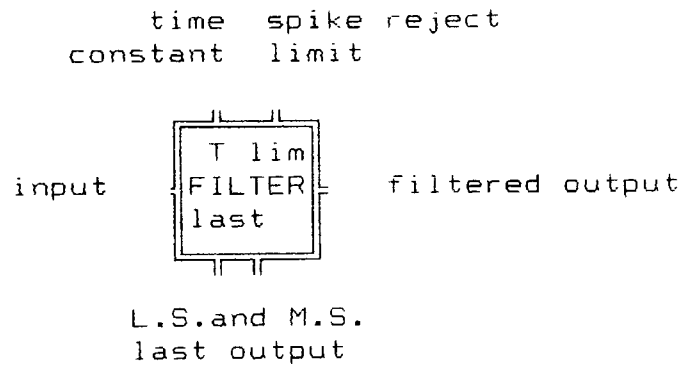 time spike reject
constant limit
T lim
input FILTER filtered output
last
L.S.and M.S.
last output